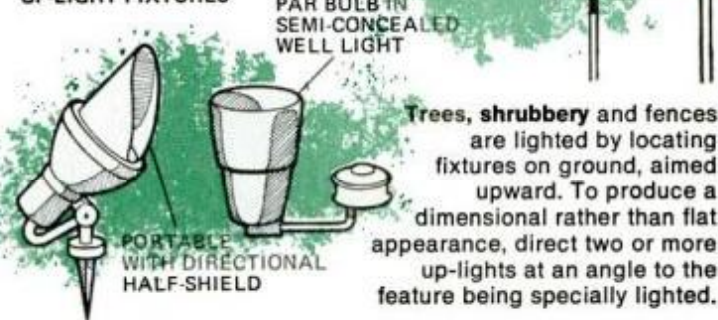 UP-LIGHT FIXTURES
PAR BULB IN
SEMI-CONCEALED
WELL LIGHT
PORTABLE
WITH DIRECTIONAL
HALF-SHIELD
Trees, shrubbery and fences
are lighted by locating
fixtures on ground, aimed
upward. To produce a
dimensional rather than flat
appearance, direct two or more
up-lights at an angle to the
feature being specially lighted.